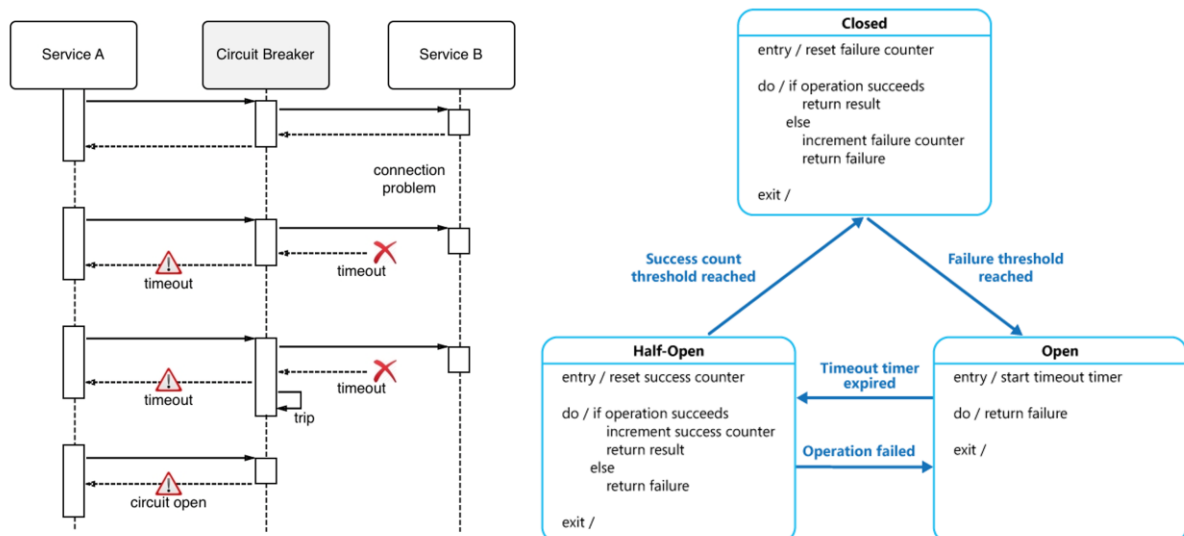 Service A
Circuit Breaker
Service B
connection
problem
timeout
timeout
timeout
timeout
trip
circuit open
Closed
entry / reset failure counter
do / if operation succeeds
return result
else
increment failure counter
return failure
exit /
Success count
threshold reached
Failure threshold
reached
Half-Open
entry / reset success counter
do / if operation succeeds
increment success counter
return result
else
return failure
exit /
Timeout timer
expired
Operation failed
Open
entry / start timeout timer
do / return failure
exit /